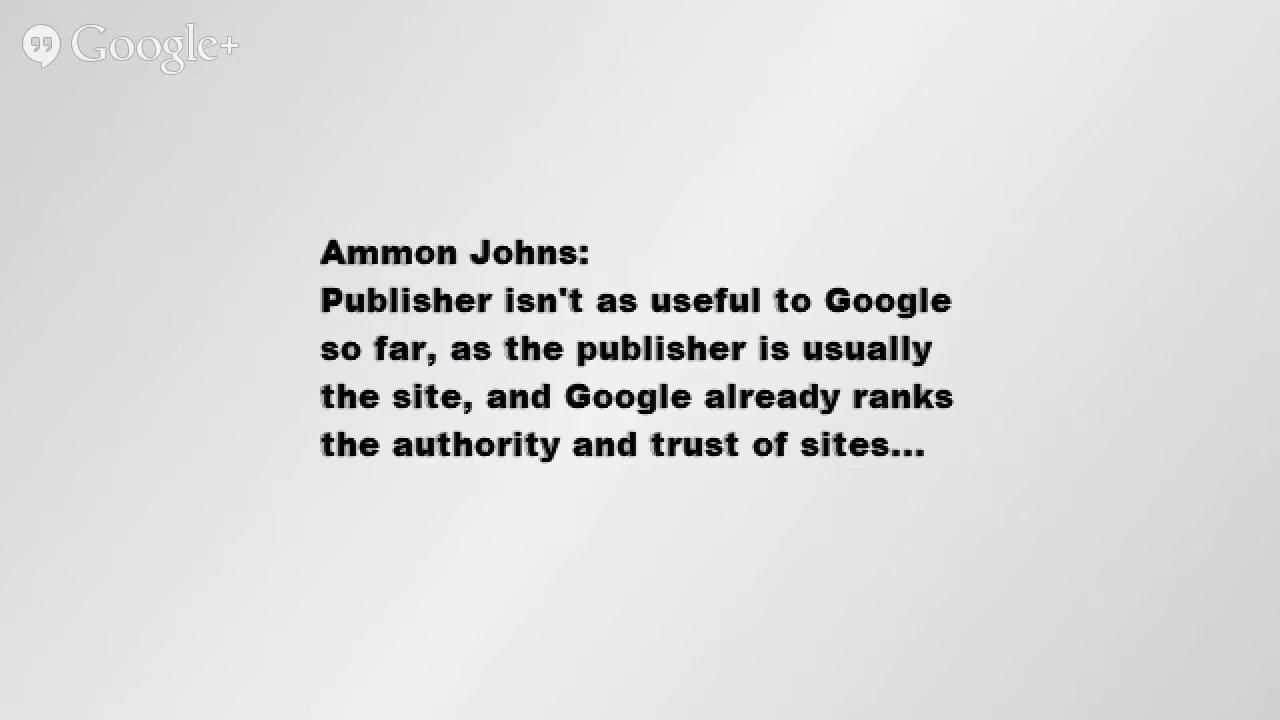 Google+
Ammon Johns:
Publisher isn't as useful to Google
so far, as the publisher is usually
the site, and Google already ranks
the authority and trust of sites...